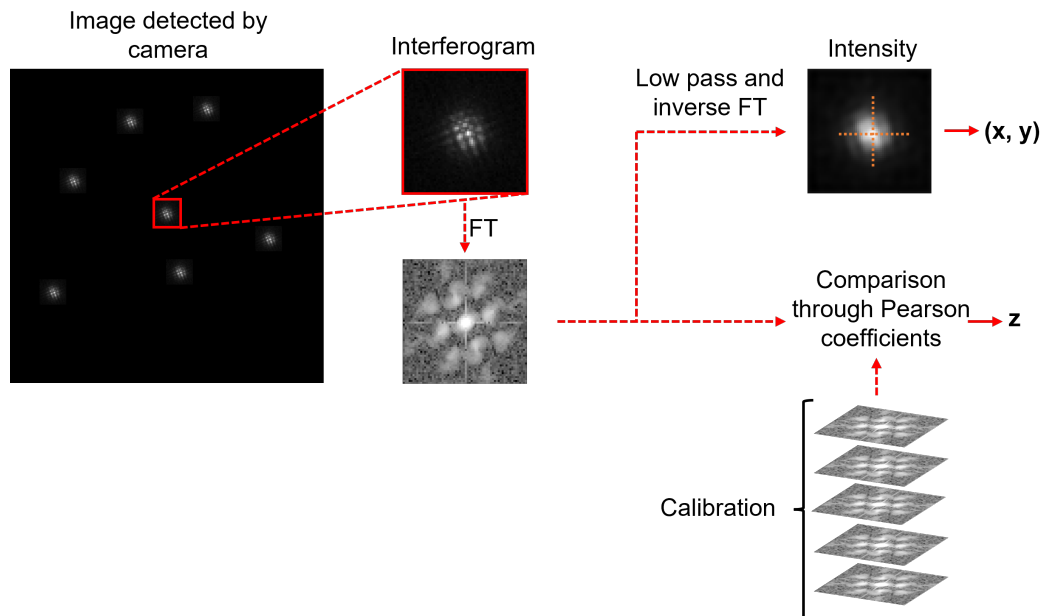 Image detected by
camera
Interferogram
FT
Low pass and
inverse FT
Intensity
(x, y)
Comparison
through Pearson
coefficients
z
Calibration